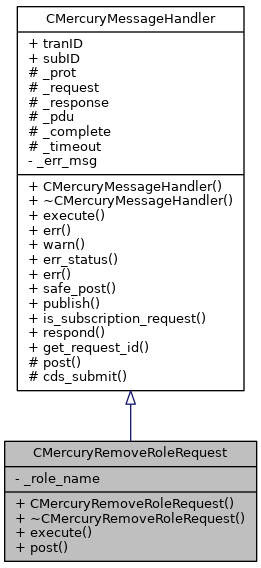 CMercuryMessageHandler
+ tranID
+ subID
# _prot
# _request
# _response
# _pdu
# _complete
# _timeout
- _err_msg
+ CMercuryMessageHandler()
+ ~CMercuryMessageHandler()
+ execute()
+ err()
+ warn()
+ err_status()
+ err()
+ safe_post()
+ publish()
+ is_subscription_request()
+ respond()
+ get_request_id()
# post()
# cds_submit()
CMercuryRemoveRoleRequest
- _role_name
+ CMercuryRemoveRoleRequest()
+ ~CMercuryRemoveRoleRequest()
+ execute()
+ post()